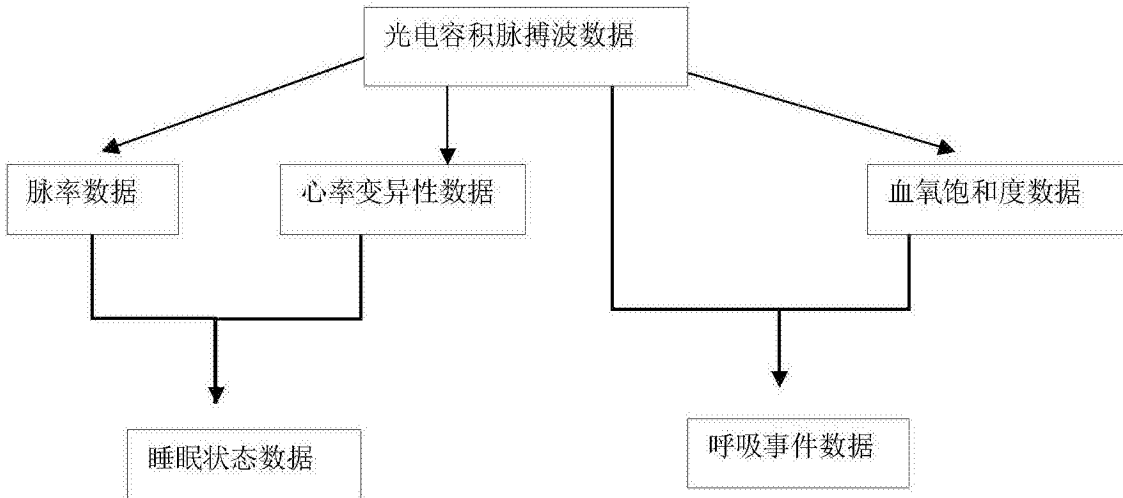 光电容积脉搏波数据
脉率数据
心率变异性数据
血氧饱和度数据
睡眠状态数据
呼吸事件数据